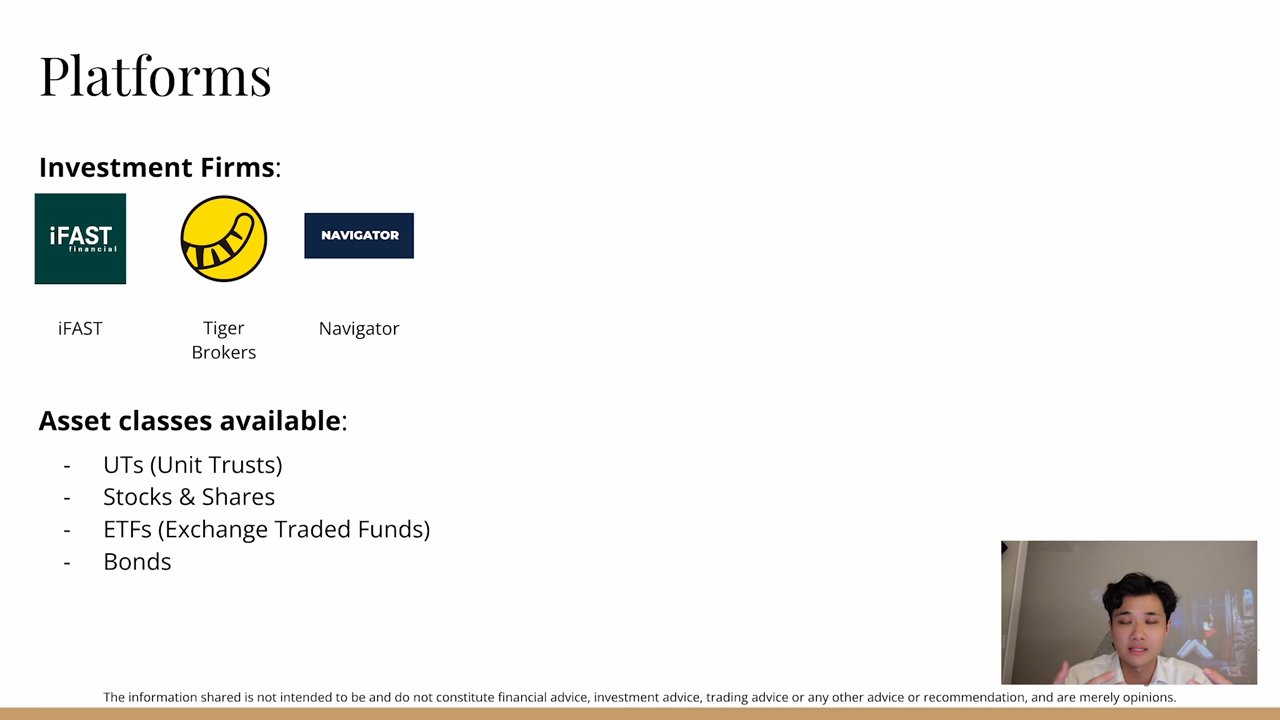 Platforms
Investment Firms:
iFAST
financial
NAVIGATOR
iFAST
Tiger
Brokers
Navigator
Asset classes available:
- UTs (Unit Trusts)
- Stocks & Shares
- ETFs (Exchange Traded Funds)
- Bonds
The information shared is not intended to be and do not constitute financial advice, investment advice, trading advice or any other advice or recommendation, and are merely opinions.